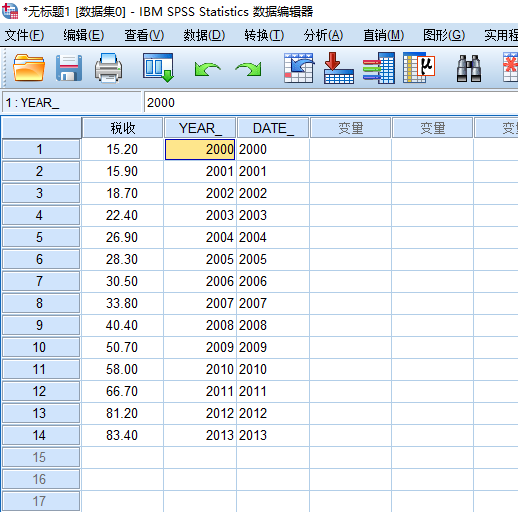 *无标题1 [数据集0] - IBM SPSS Statistics 数据编辑器
文件(F) 编辑(E) 查看(V) 数据(D) 转换(T) 分析(A) 直销(M) 图形(G) 实用程
1 : YEAR_ 2000
税收 YEAR_ DATE_ 变量 变量 变
1 15.20 2000 2000
2 15.90 2001 2001
3 18.70 2002 2002
4 22.40 2003 2003
5 26.90 2004 2004
6 28.30 2005 2005
7 30.50 2006 2006
8 33.80 2007 2007
9 40.40 2008 2008
10 50.70 2009 2009
11 58.00 2010 2010
12 66.70 2011 2011
13 81.20 2012 2012
14 83.40 2013 2013
15
16
17